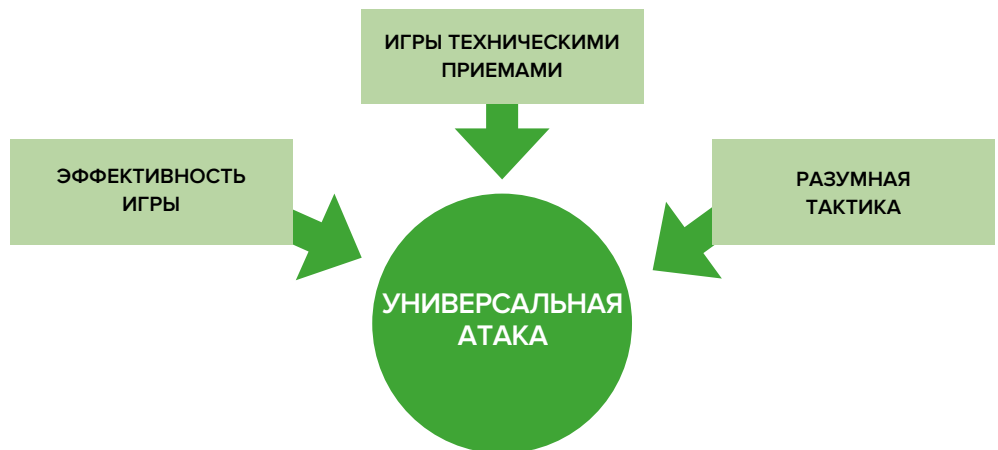 ИГРЫ ТЕХНИЧЕСКИМИ
ПРИЕМАМИ
ЭФФЕКТИВНОСТЬ
ИГРЫ
РАЗУМНАЯ
ТАКТИКА
УНИВЕРСАЛЬНАЯ
АТАКА